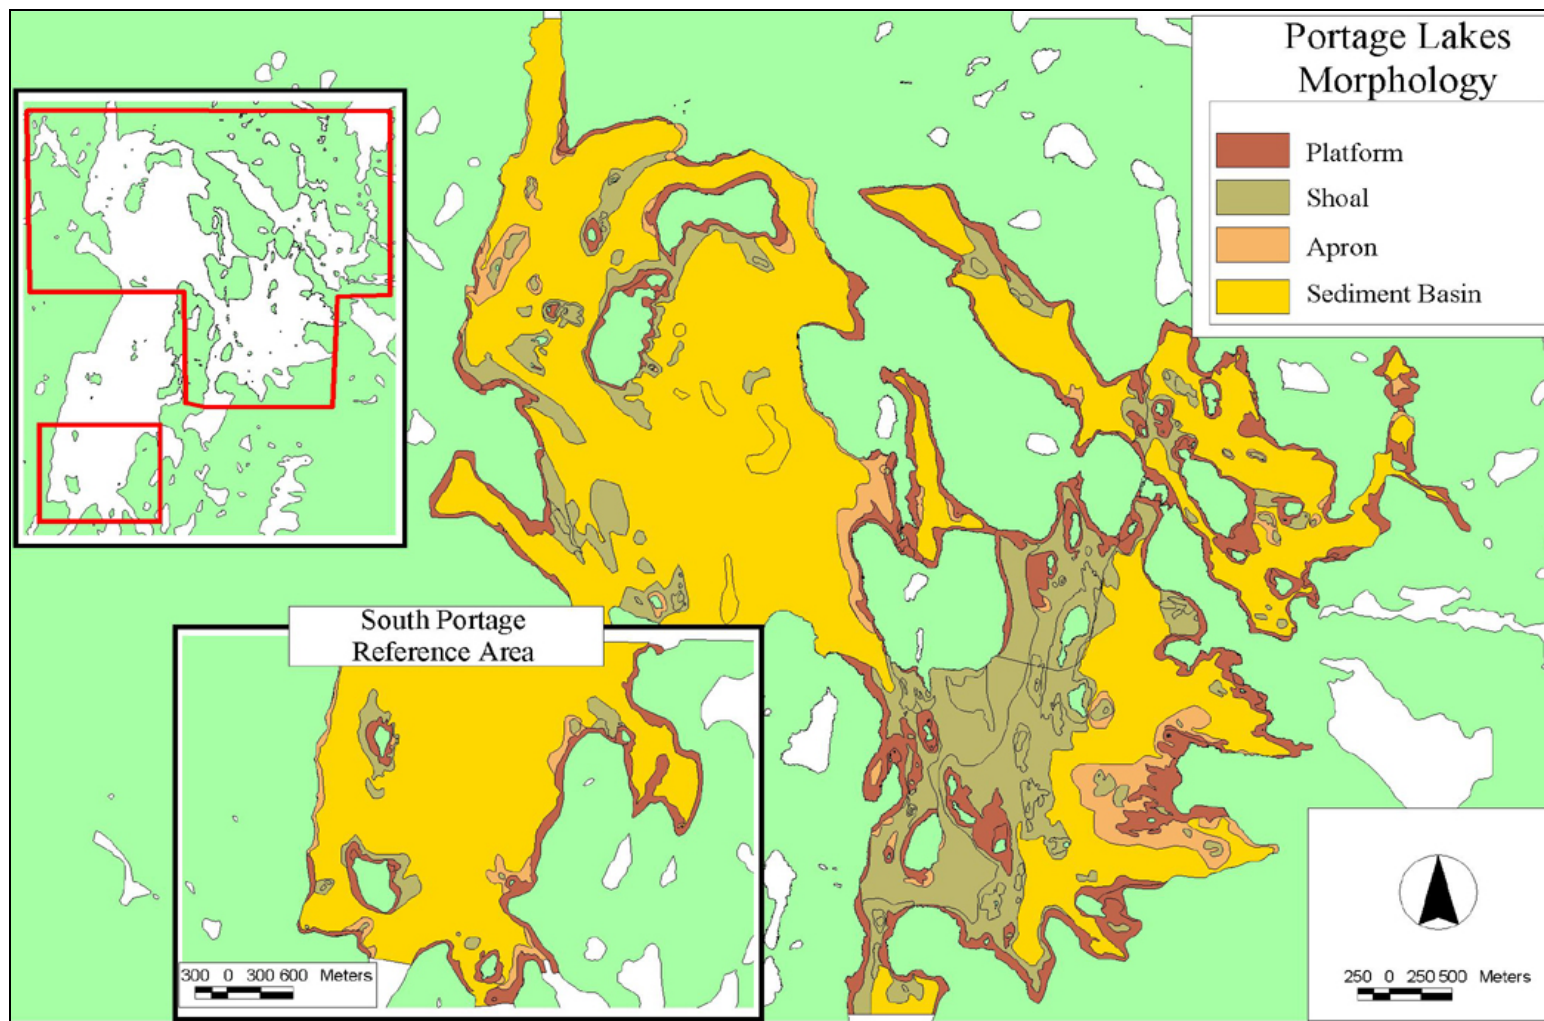 Portage Lakes
Morphology
Platform
Shoal
Apron
Sediment Basin
South Portage
Reference Area
300 0 300 600 Meters
250 0 250 500 Meters